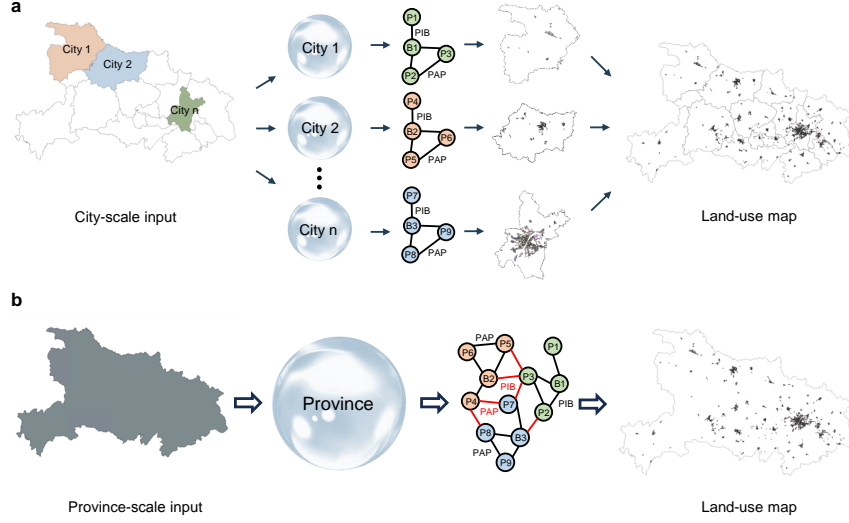 a
City 1
City 2
City n
City-scale input
City 1
City 2
City n
P1
PIB
B1
P3
P2
PAP
P4
PIB
B2
P6
P5
PAP
P7
PIB
B3
P9
P8
PAP
Land-use map
b
Province-scale input
Province
PAP
P5
P6
P1
B2
P3
B1
PIB
P4
P7
PAP
P2
PIB
P8
B3
PAP
P9
Land-use map